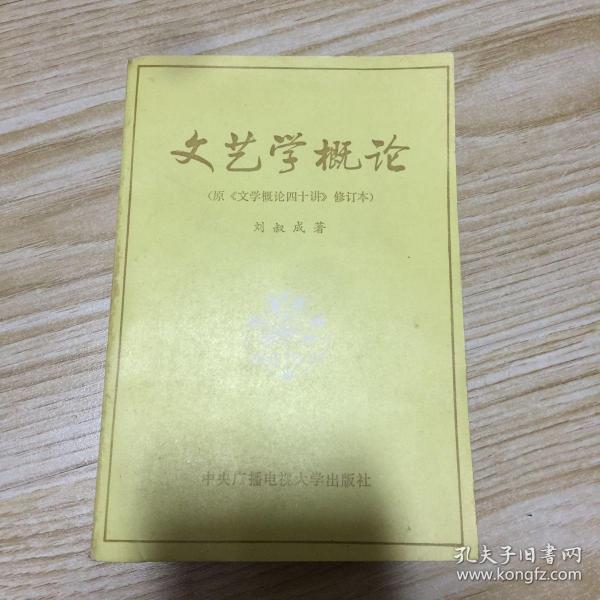 文艺学概论
（原《文学概论四十讲》修订本）
刘叔成著
中央广播电视大学出版社
孔夫子旧书网
www.kongfz.com